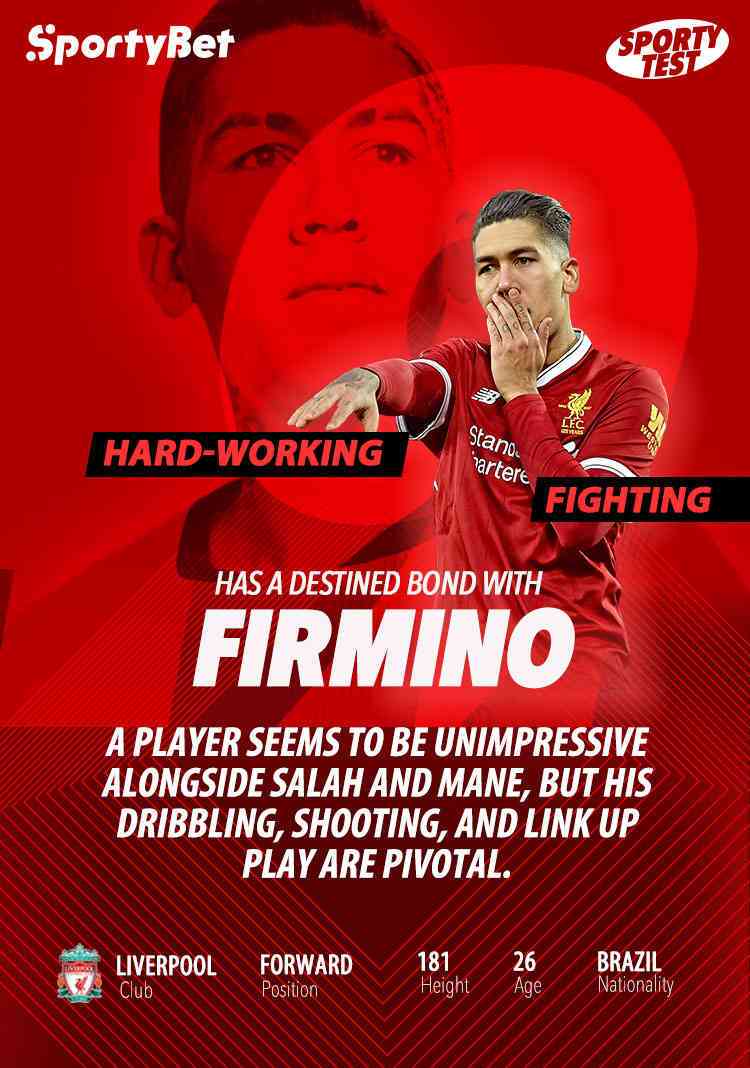 SportyBet
SPORTY
TEST
L.F.C.
HARD-WORKING
FIGHTING
HAS A DESTINED BOND WITH
FIRMINO
A PLAYER SEEMS TO BE UNIMPRESSIVE
ALONGSIDE SALAH AND MANE, BUT HIS
DRIBBLING, SHOOTING, AND LINK UP
PLAY ARE PIVOTAL.
LIVERPOOL FORWARD 181 26 BRAZIL
Club Position Height Age Nationality